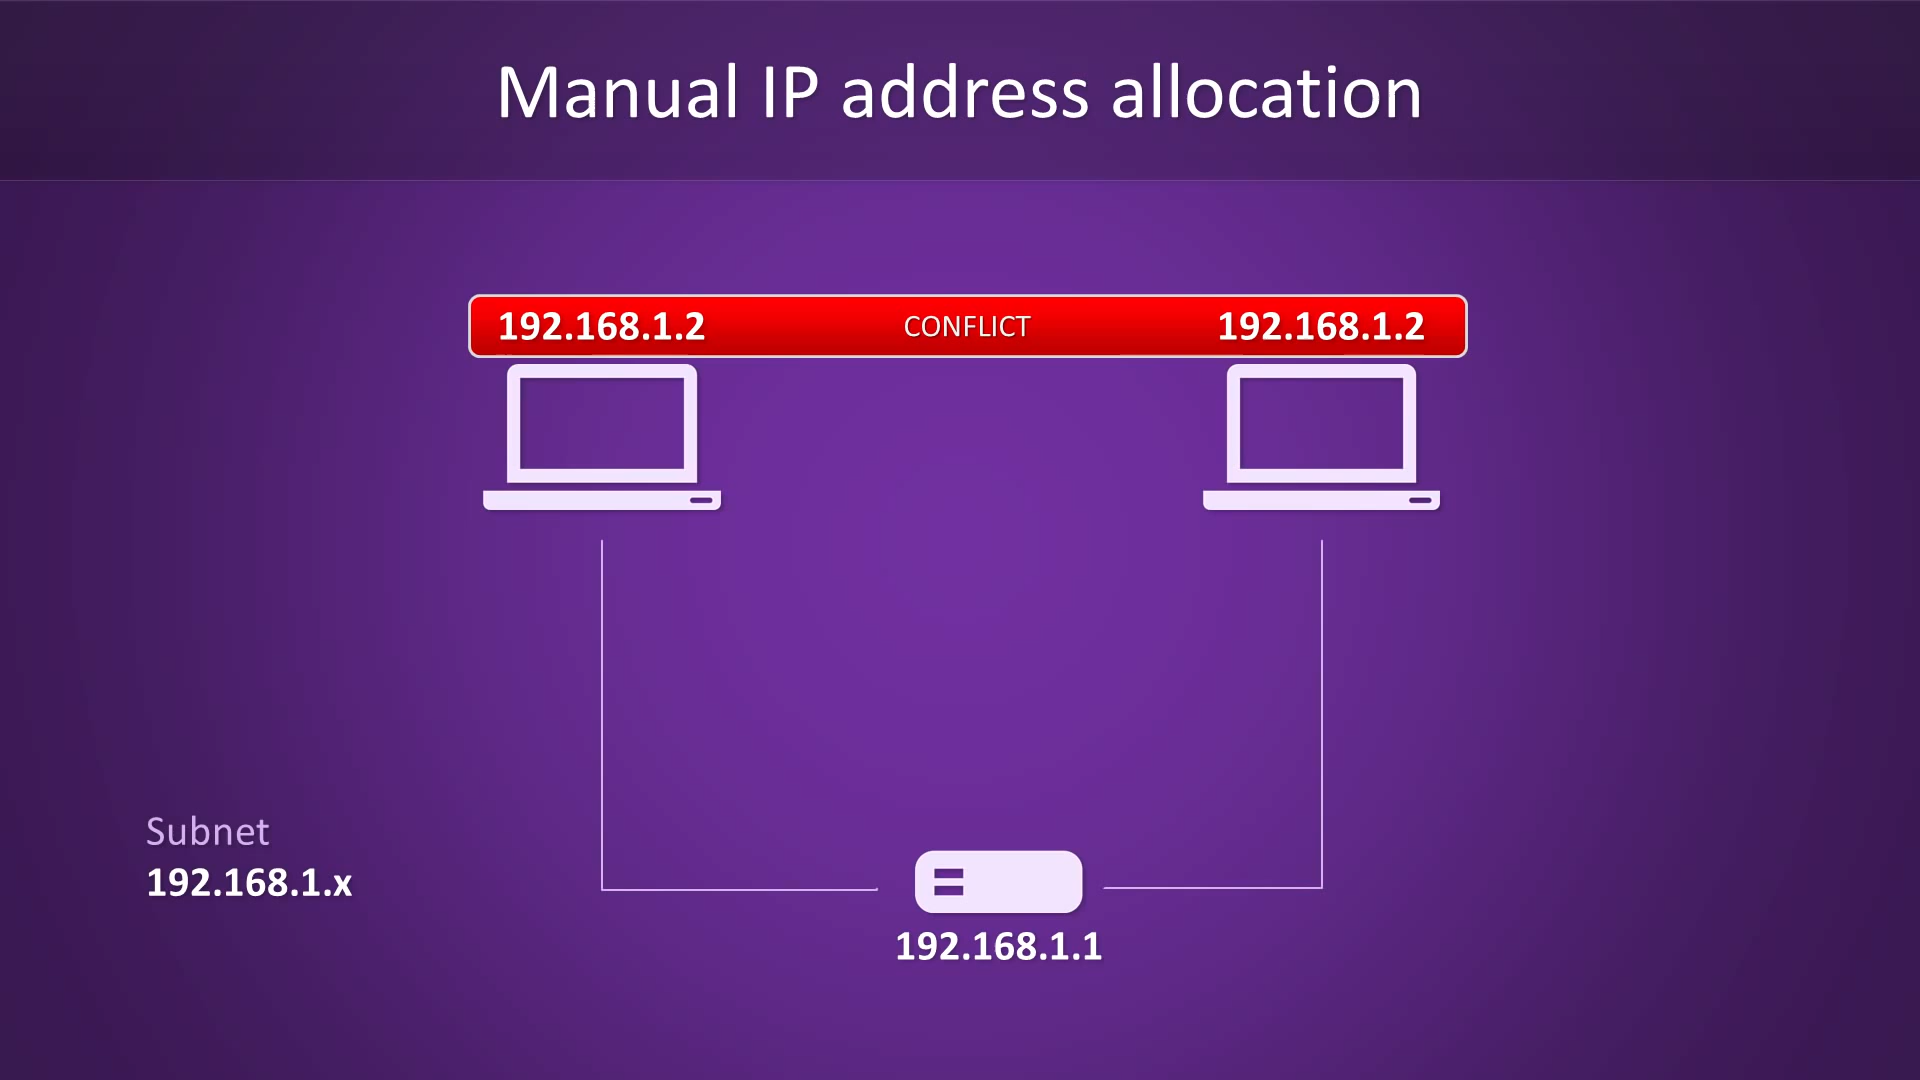 Manual IP address allocation
192.168.1.2 CONFLICT 192.168.1.2
Subnet
192.168.1.x
192.168.1.1